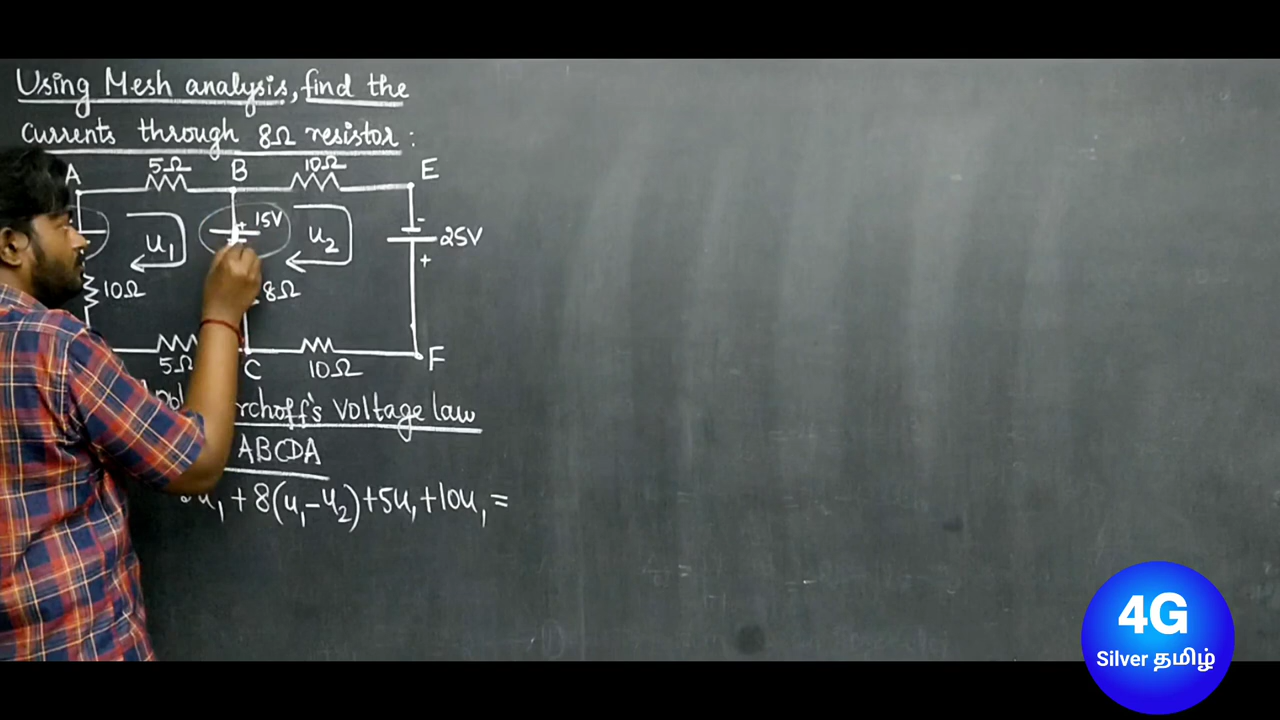 Using Mesh analysis, find the
currents through 8Ω resistor :
A 5Ω B 10Ω E
u₁ + 15V u₂ - 25V +
10Ω 8Ω
5Ω C 10Ω F
Voltage law
ABCDA
u₁ + 8(u₁-u₂)+5u₁+10u₁ =
4G
Silver தமிழ்